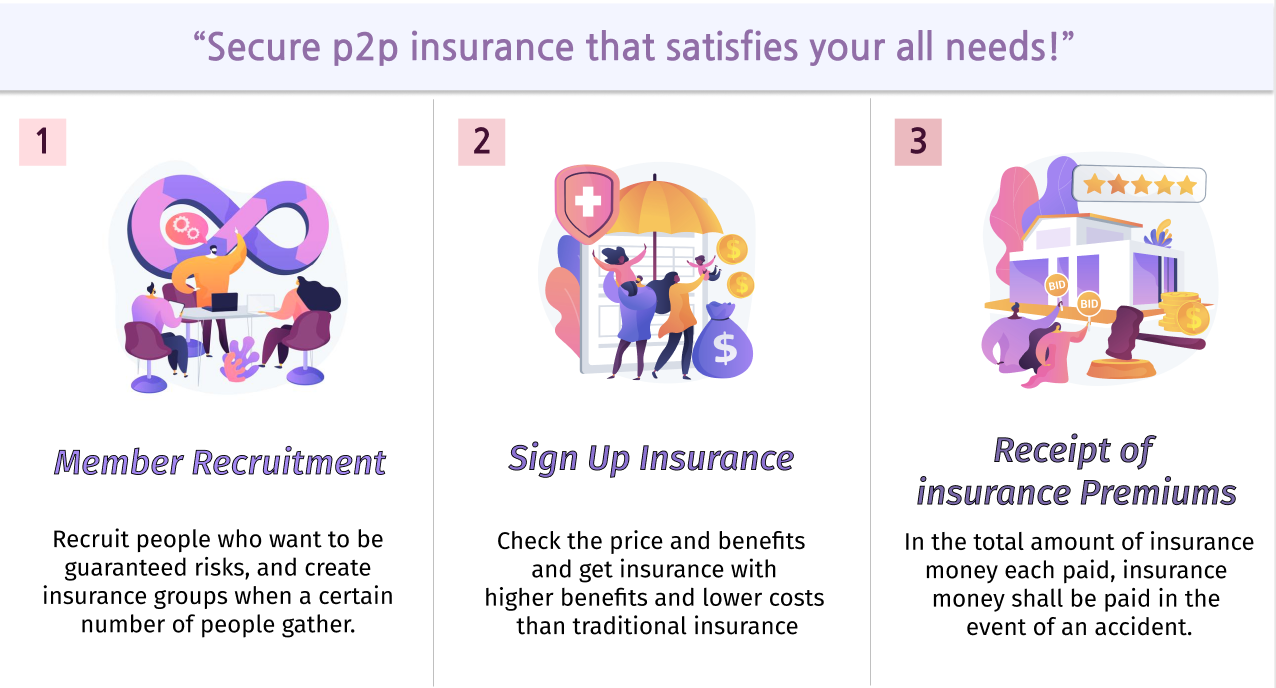 “Secure p2p insurance that satisfies your all needs!”
1
Member Recruitment
Recruit people who want to be
guaranteed risks, and create
insurance groups when a certain
number of people gather.
2
$
$
$
Sign Up Insurance
Check the price and benefits
and get insurance with
higher benefits and lower costs
than traditional insurance
3
BID
BID
$
Receipt of
insurance Premiums
In the total amount of insurance
money each paid, insurance
money shall be paid in the
event of an accident.